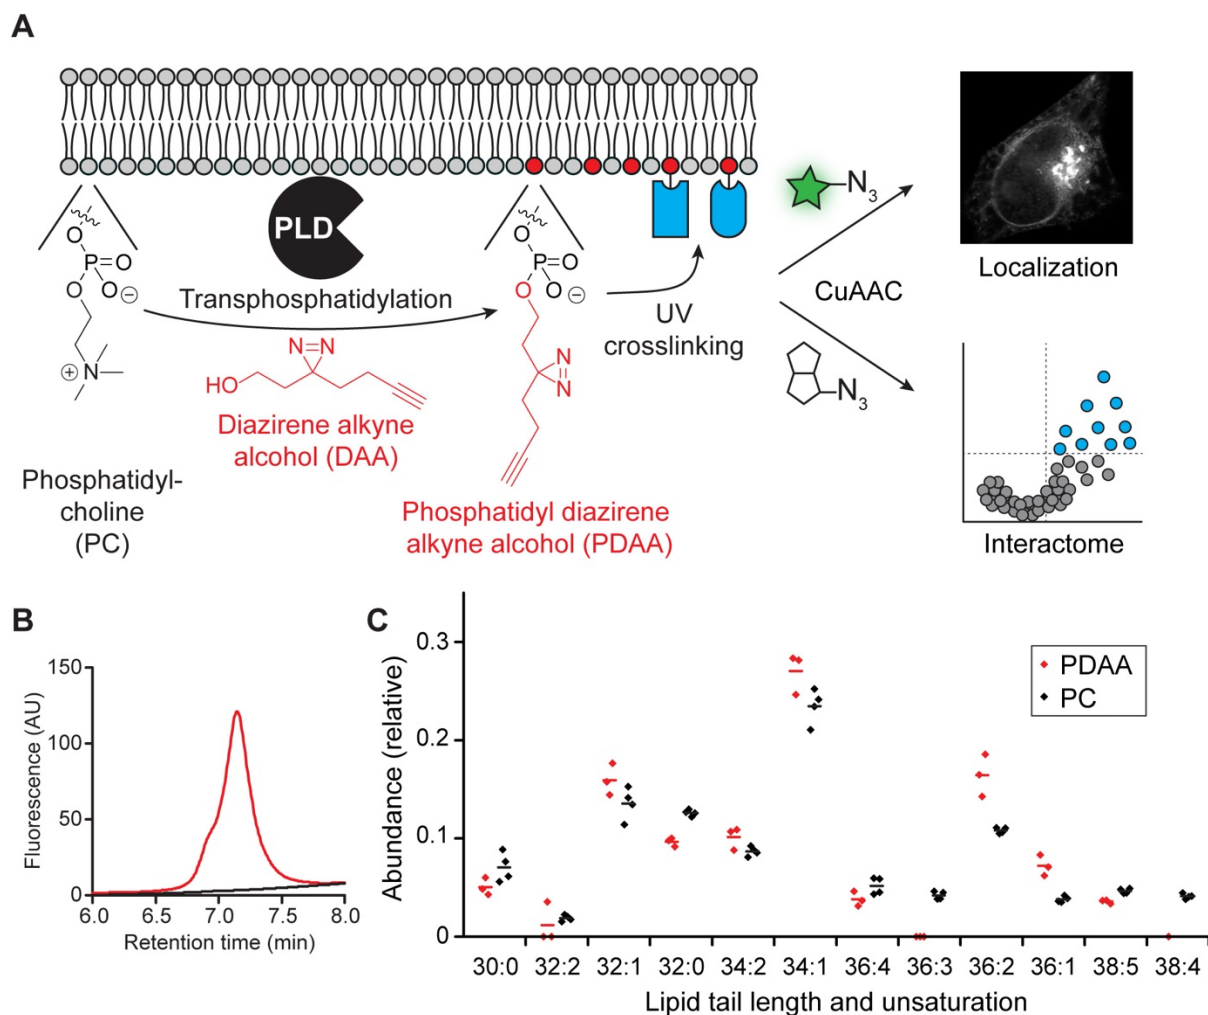 A
PLD
Transphosphatidylation
O
O
P=O
O
⊖
N
⊕
N=N
HO
Diazirene alkyne
alcohol (DAA)
Phosphatidyl-
choline
(PC)
O
O
P=O
O
⊖
N
N
Phosphatidyl diazirene
alkyne alcohol (PDAA)
UV
crosslinking
N3
CuAAC
N3
Localization
Interactome
B
150
100
50
0
Fluorescence (AU)
6.0 6.5 7.0 7.5 8.0
Retention time (min)
C
0.3
0.2
0.1
0
Abundance (relative)
PDAA
PC
30:0 32:2 32:1 32:0 34:2 34:1 36:4 36:3 36:2 36:1 38:5 38:4
Lipid tail length and unsaturation